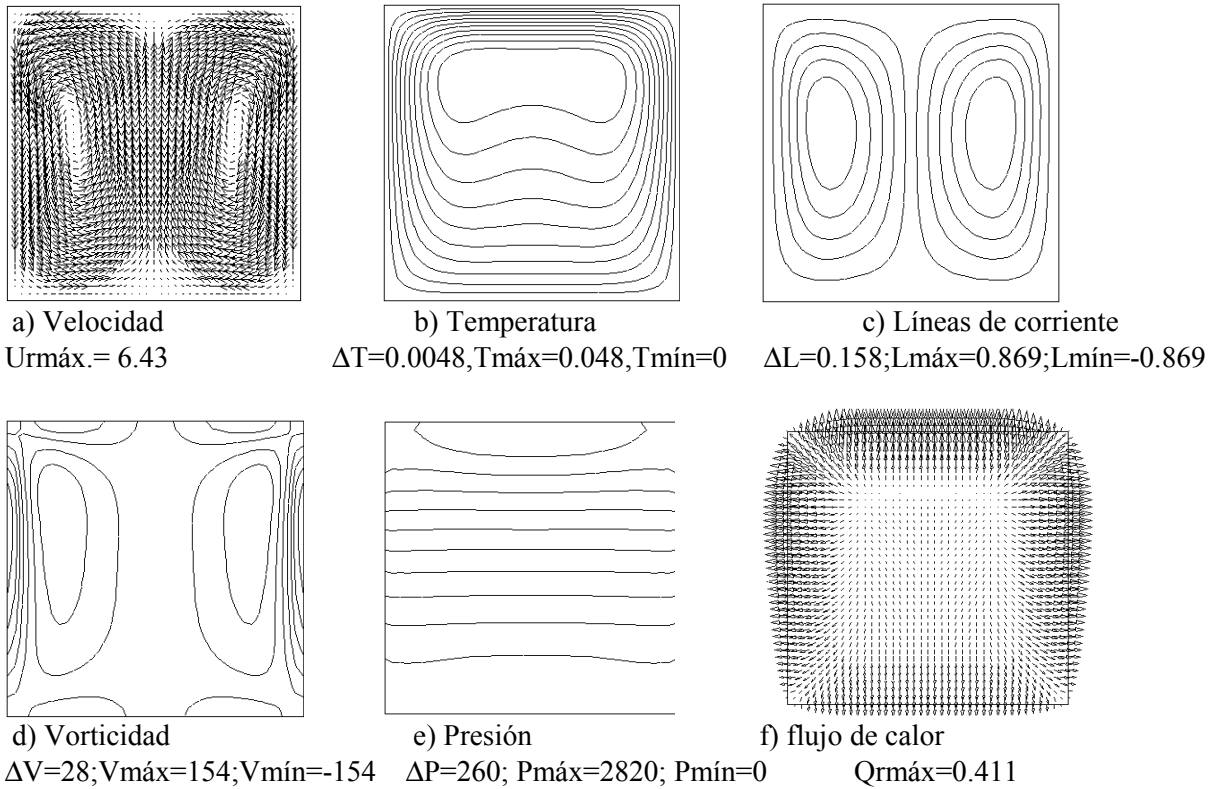 a) Velocidad
b) Temperatura
c) Líneas de corriente
Urmáx.= 6.43
ΔT=0.0048,Tmáx=0.048,Tmín=0
ΔL=0.158;Lmáx=0.869;Lmín=-0.869
d) Vorticidad
e) Presión
f) flujo de calor
ΔV=28;Vmáx=154;Vmín=-154
ΔP=260; Pmáx=2820; Pmín=0
Qrmáx=0.411